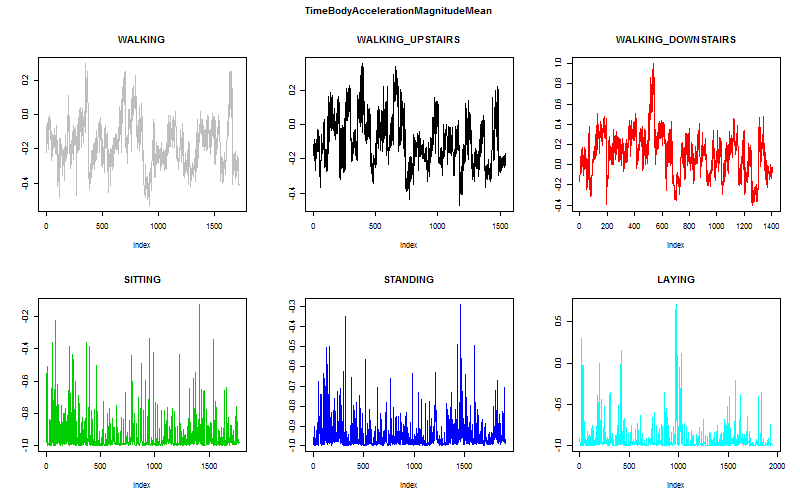 TimeBodyAccelerationMagnitudeMean
WALKING WALKING_UPSTAIRS WALKING_DOWNSTAIRS
0.2
0.0
-0.2
-0.4
0 500 1000 1500
Index
0.2
0.0
-0.2
-0.4
0 500 1000 1500
Index
1.0
0.8
0.6
0.4
0.2
0.0
-0.2
-0.4
0 200 400 600 800 1000 1200 1400
Index
SITTING STANDING LAYING
-0.2
-0.4
-0.6
-0.8
-1.0
0 500 1000 1500
Index
-0.3
-0.4
-0.5
-0.6
-0.7
-0.8
-0.9
-1.0
0 500 1000 1500
Index
0.5
0.0
-0.5
-1.0
0 500 1000 1500 2000
Index